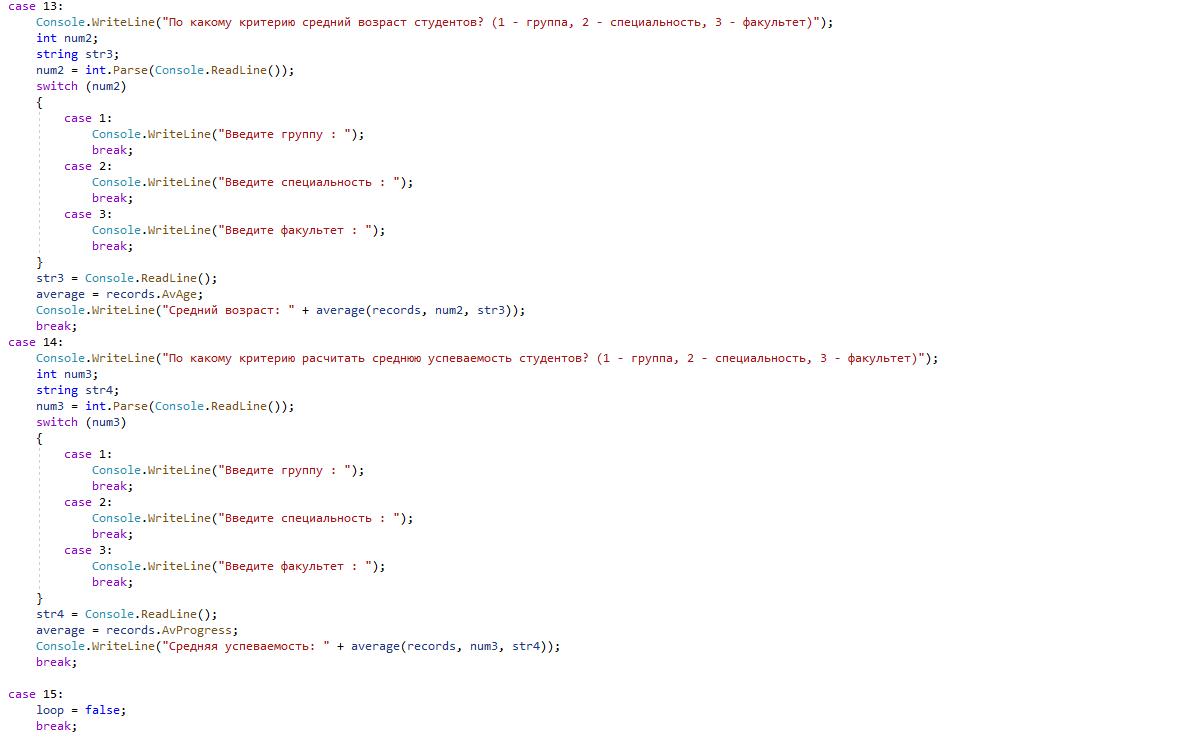 case 13:
Console.WriteLine("По какому критерию средний возраст студентов? (1 - группа, 2 - специальность, 3 - факультет)");
int num2;
string str3;
num2 = int.Parse(Console.ReadLine());
switch (num2)
{
case 1:
Console.WriteLine("Введите группу : ");
break;
case 2:
Console.WriteLine("Введите специальность : ");
break;
case 3:
Console.WriteLine("Введите факультет : ");
break;
}
str3 = Console.ReadLine();
average = records.AvAge;
Console.WriteLine("Средний возраст: " + average(records, num2, str3));
break;
case 14:
Console.WriteLine("По какому критерию расчитать среднюю успеваемость студентов? (1 - группа, 2 - специальность, 3 - факультет)");
int num3;
string str4;
num3 = int.Parse(Console.ReadLine());
switch (num3)
{
case 1:
Console.WriteLine("Введите группу : ");
break;
case 2:
Console.WriteLine("Введите специальность : ");
break;
case 3:
Console.WriteLine("Введите факультет : ");
break;
}
str4 = Console.ReadLine();
average = records.AvProgress;
Console.WriteLine("Средняя успеваемость: " + average(records, num3, str4));
break;
case 15:
loop = false;
break;